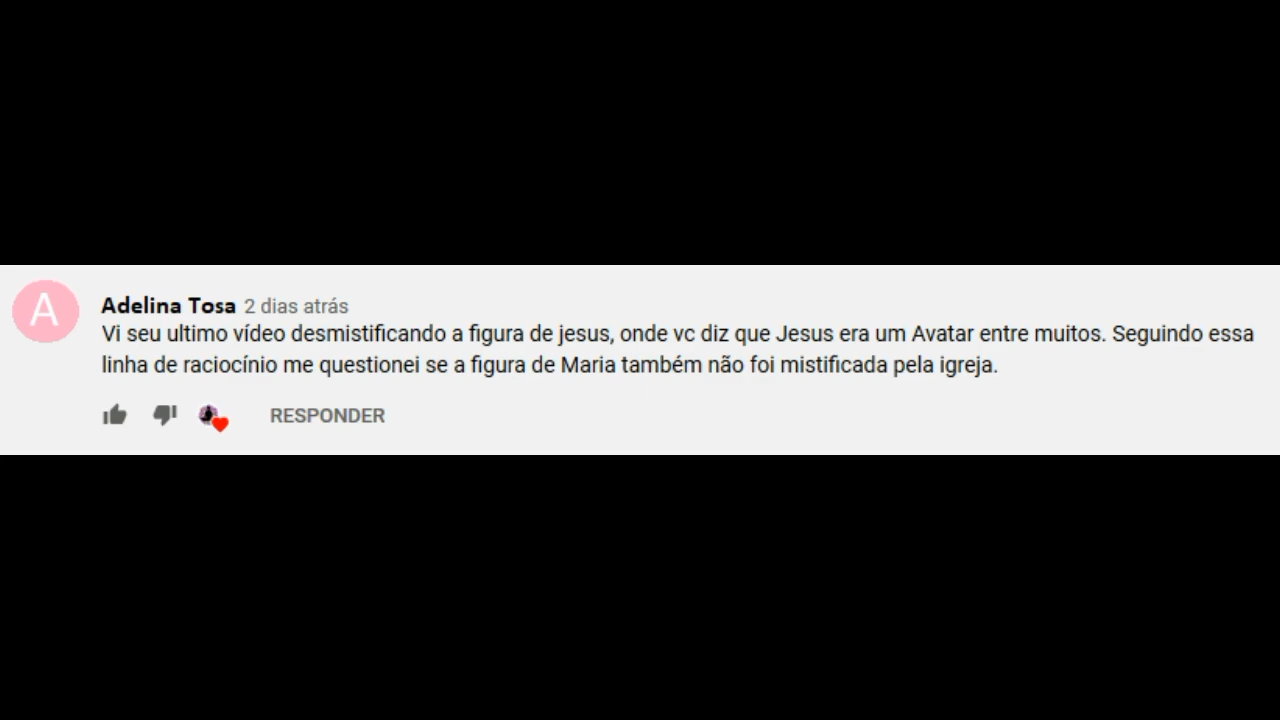 A
Adelina Tosa 2 dias atrás
Vi seu ultimo vídeo desmistificando a figura de jesus, onde vc diz que Jesus era um Avatar entre muitos. Seguindo essa
linha de raciocínio me questionei se a figura de Maria também não foi mistificada pela igreja.
RESPONDER